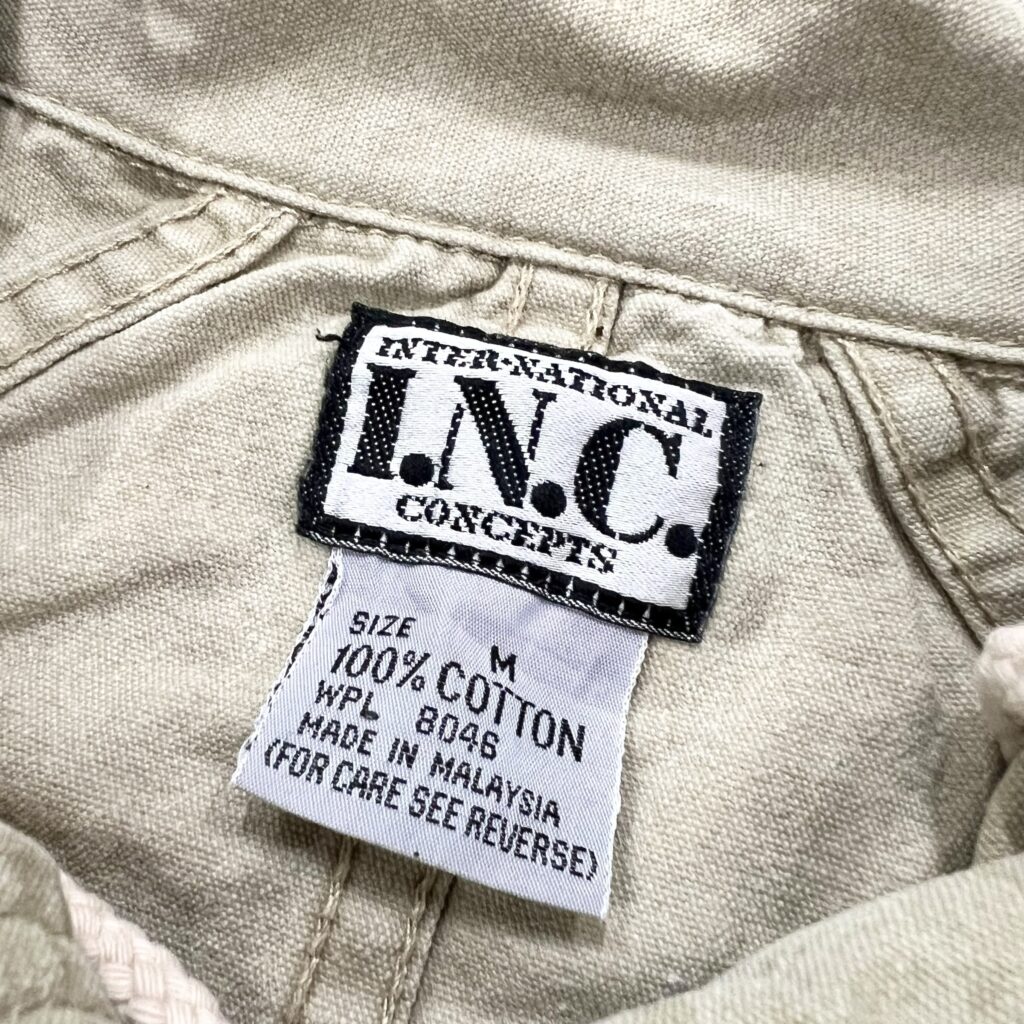 INTER·NATIONAL
I.N.C.
CONCEPTS
SIZE M
100% COTTON
WPL 8046
MADE IN MALAYSIA
(FOR CARE SEE REVERSE)